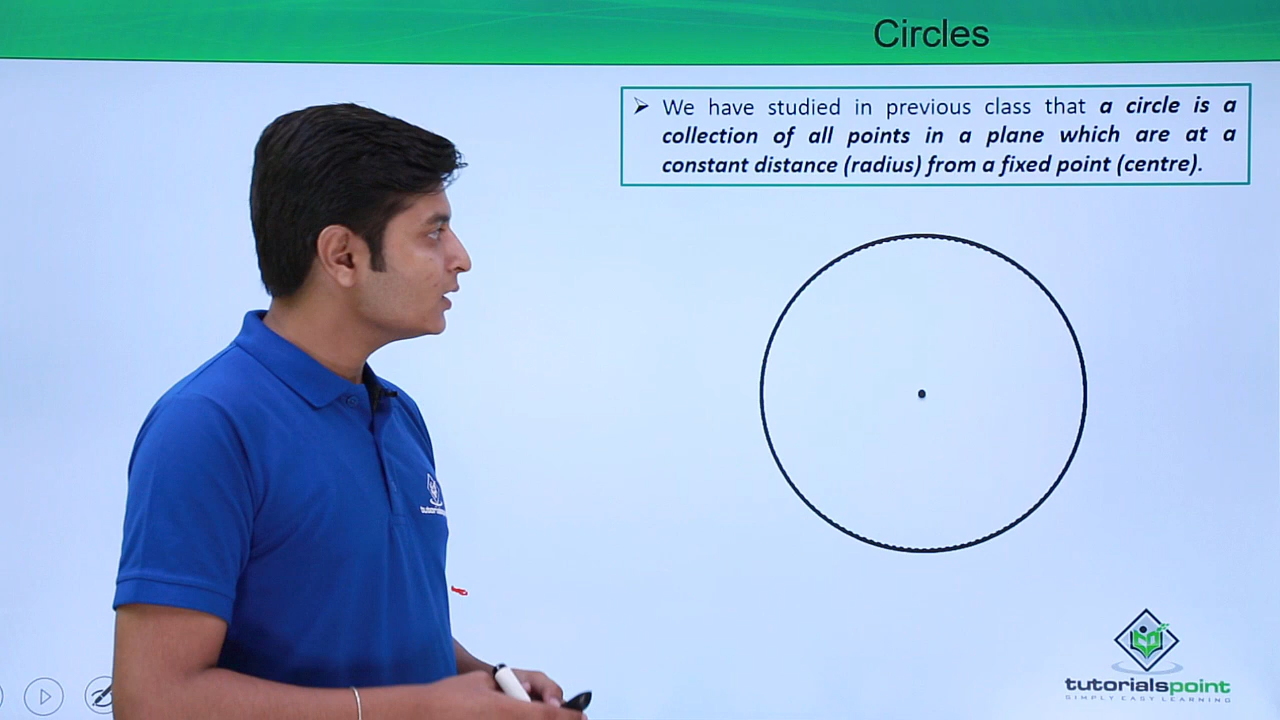 Circles
➢ We have studied in previous class that a circle is a
collection of all points in a plane which are at a
constant distance (radius) from a fixed point (centre).
tutorialspoint
SIMPLY EASY LEARNING